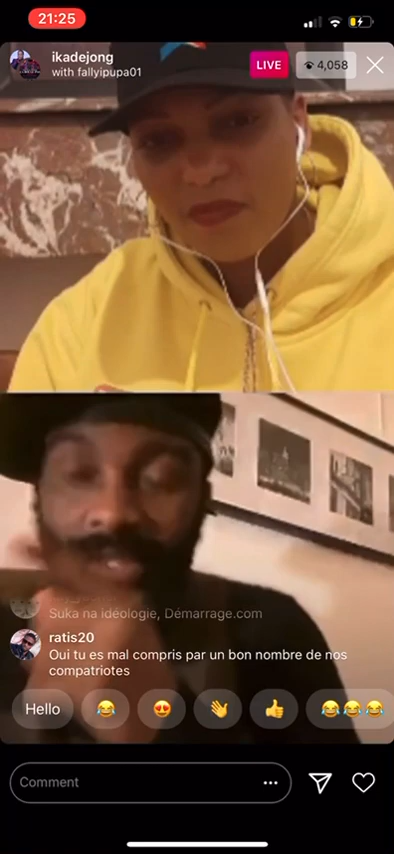 21:25
ikadejong
with fallyipupa01
LIVE
4,058
Suka na idéologie, Démarrage.com
ratis20
Oui tu es mal compris par un bon nombre de nos
compatriotes
Hello
Comment